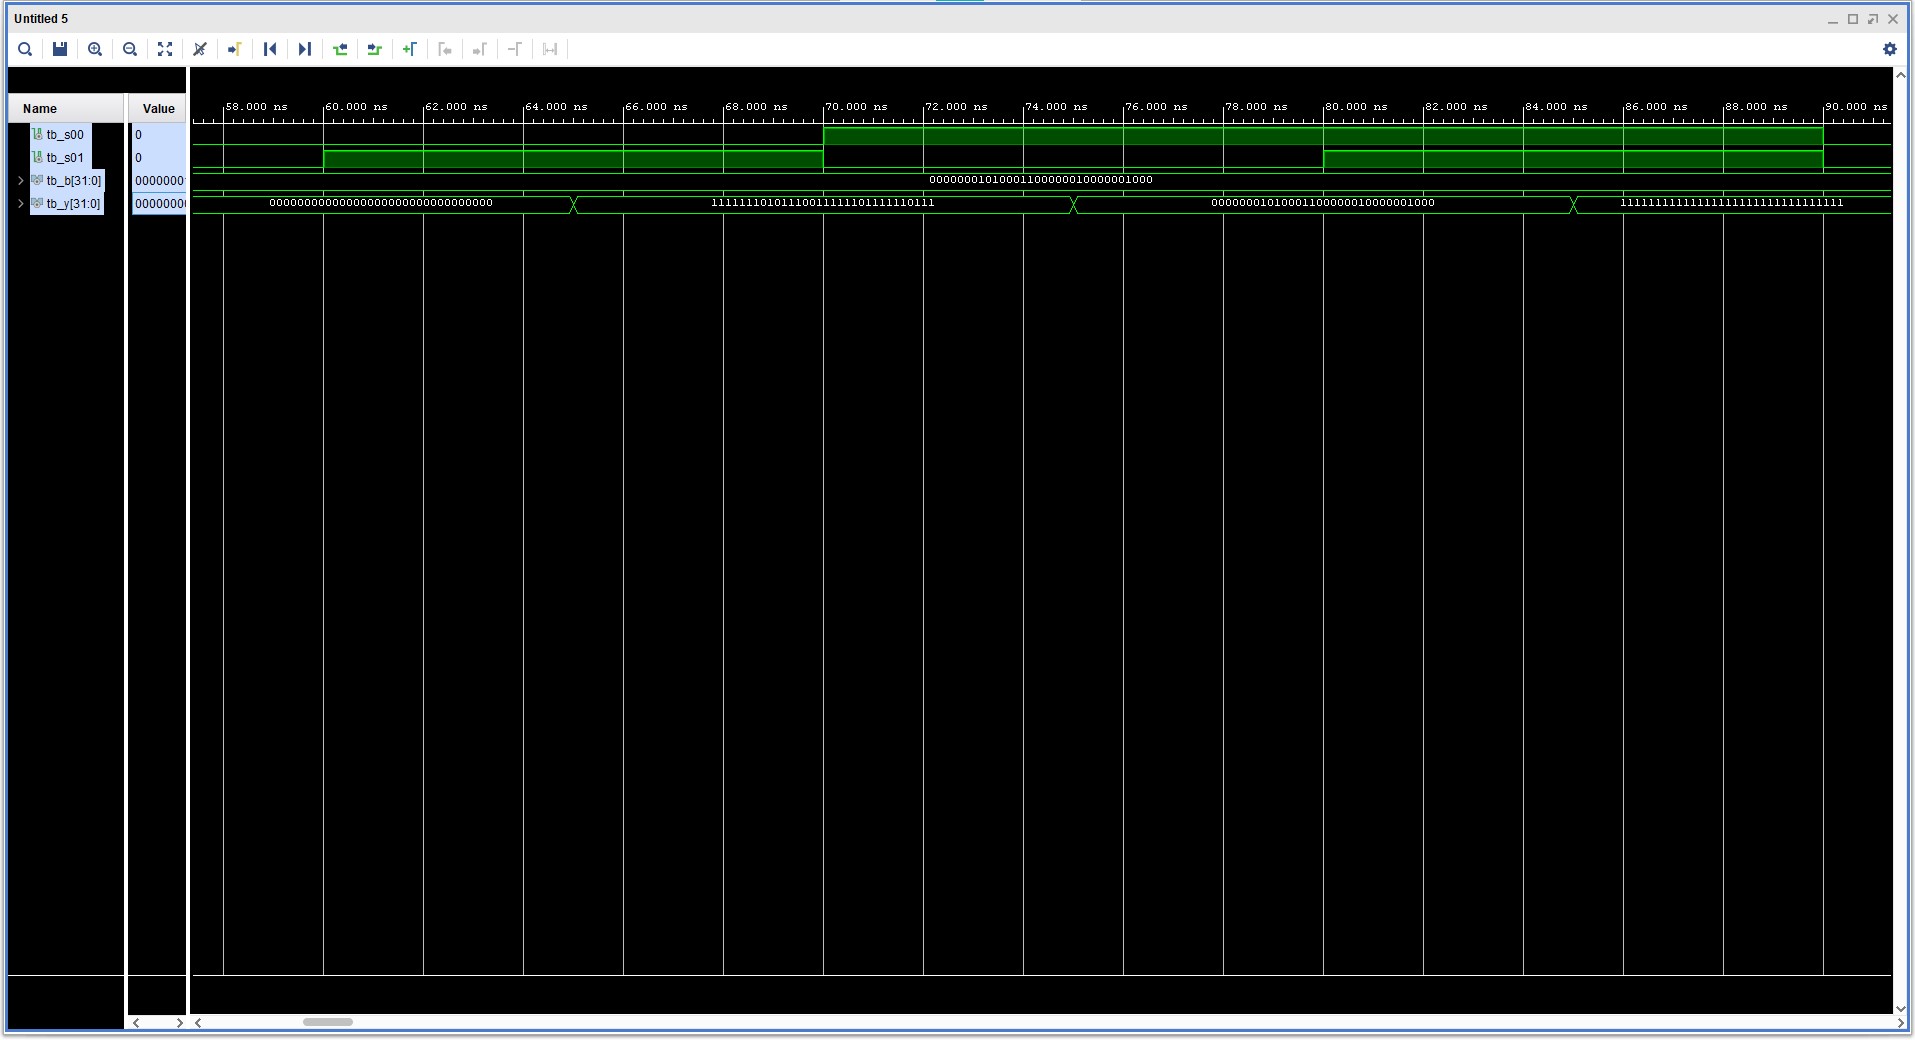 Untitled 5
Name Value
58.000 ns 60.000 ns 62.000 ns 64.000 ns 66.000 ns 68.000 ns 70.000 ns 72.000 ns 74.000 ns 76.000 ns 78.000 ns 80.000 ns 82.000 ns 84.000 ns 86.000 ns 88.000 ns 90.000 ns
tb_s00 0
tb_s01 0
tb_b[31:0] 0000000 00000001010001100000010000001000
tb_y[31:0] 0000000 00000000000000000000000000000000 11111110101110011111101111110111 00000001010001100000010000001000 11111111111111111111111111111111